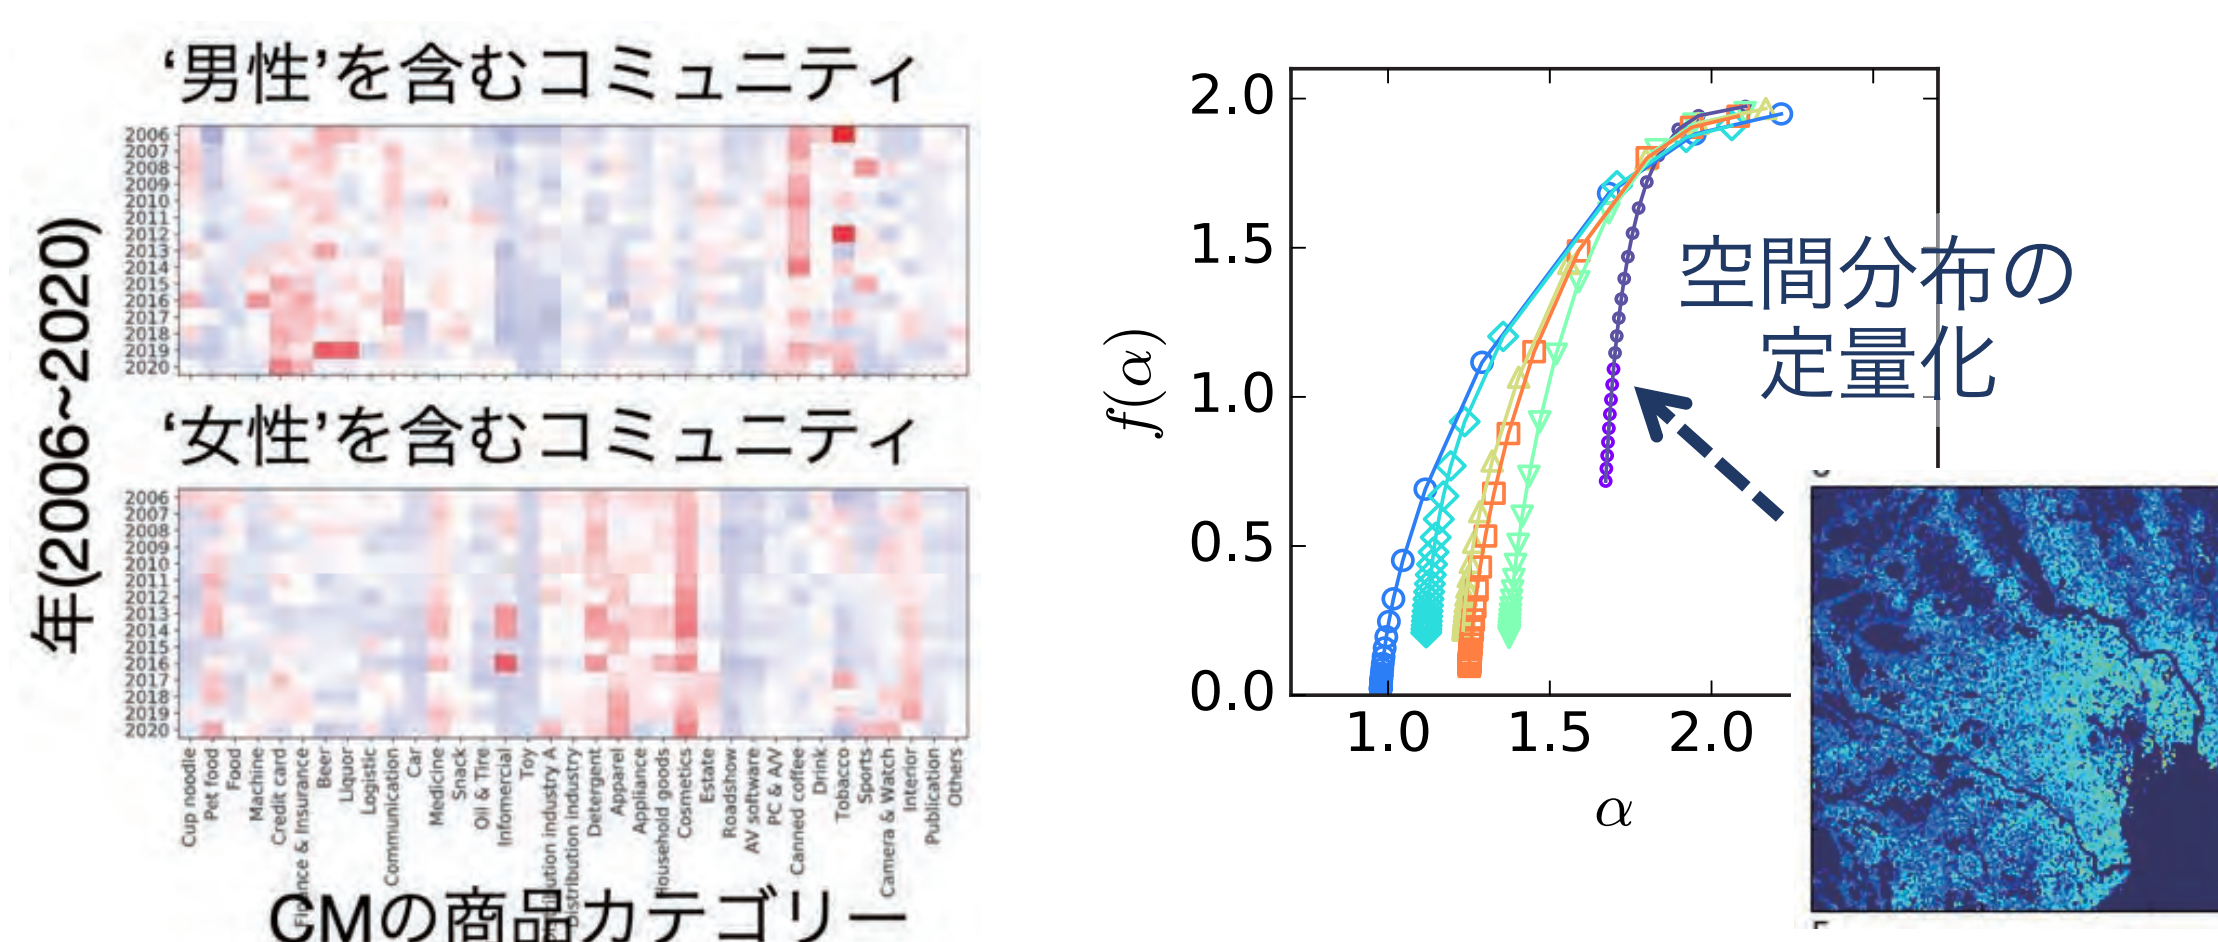 ‘男性’を含むコミュニティ
2006
2007
2008
2009
2010
2011
2012
2013
2014
2015
2016
2017
2018
2019
2020
‘女性’を含むコミュニティ
2006
2007
2008
2009
2010
2011
2012
2013
2014
2015
2016
2017
2018
2019
2020
年(2006~2020)
Cup noodle
Pet food
Food
Machine
Credit card
Finance & Insurance
Beer
Liquor
Logistic
Communication
Car
Medicine
Snack
Oil & Tire
Infomercial
Toy
Distribution industry A
Distribution industry
Detergent
Apparel
Appliance
Household goods
Cosmetics
Estate
Roadshow
AV software
PC & A/V
Canned coffee
Drink
Tobacco
Sports
Camera & Watch
Interior
Publication
Others
CMの商品カテゴリー
2.0
1.5
1.0
0.5
0.0
f(α)
1.0 1.5 2.0
α
空間分布の
定量化